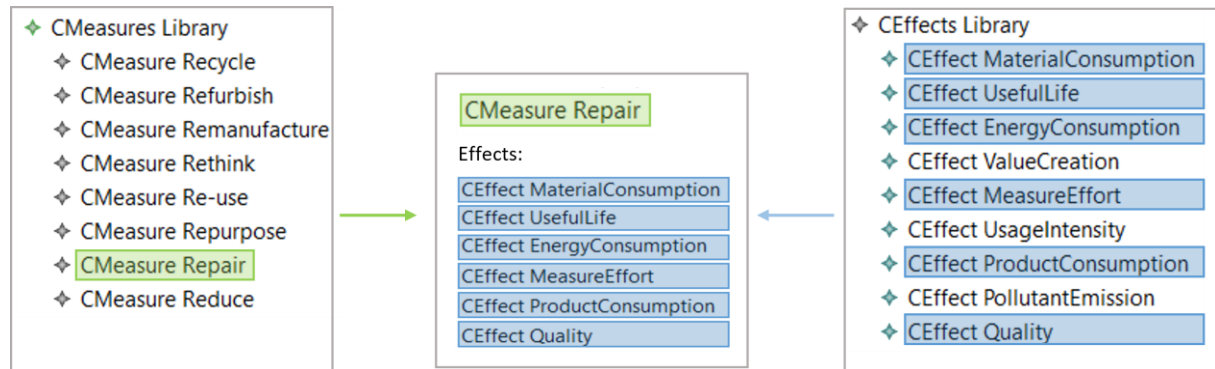 CMeasures Library
CMeasure Recycle
CMeasure Refurbish
CMeasure Remanufacture
CMeasure Rethink
CMeasure Re-use
CMeasure Repurpose
CMeasure Repair
CMeasure Reduce
CMeasure Repair
Effects:
CEffect MaterialConsumption
CEffect UsefulLife
CEffect EnergyConsumption
CEffect MeasureEffort
CEffect ProductConsumption
CEffect Quality
CEffects Library
CEffect MaterialConsumption
CEffect UsefulLife
CEffect EnergyConsumption
CEffect ValueCreation
CEffect MeasureEffort
CEffect UsageIntensity
CEffect ProductConsumption
CEffect PollutantEmission
CEffect Quality